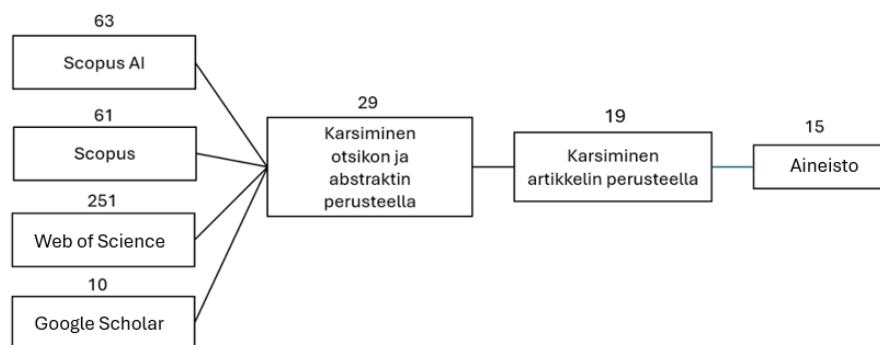 63
Scopus AI
61
Scopus
251
Web of Science
10
Google Scholar
29
Karsiminen
otsikon ja
abstraktin
perusteella
19
Karsiminen
artikkelin perusteella
15
Aineisto